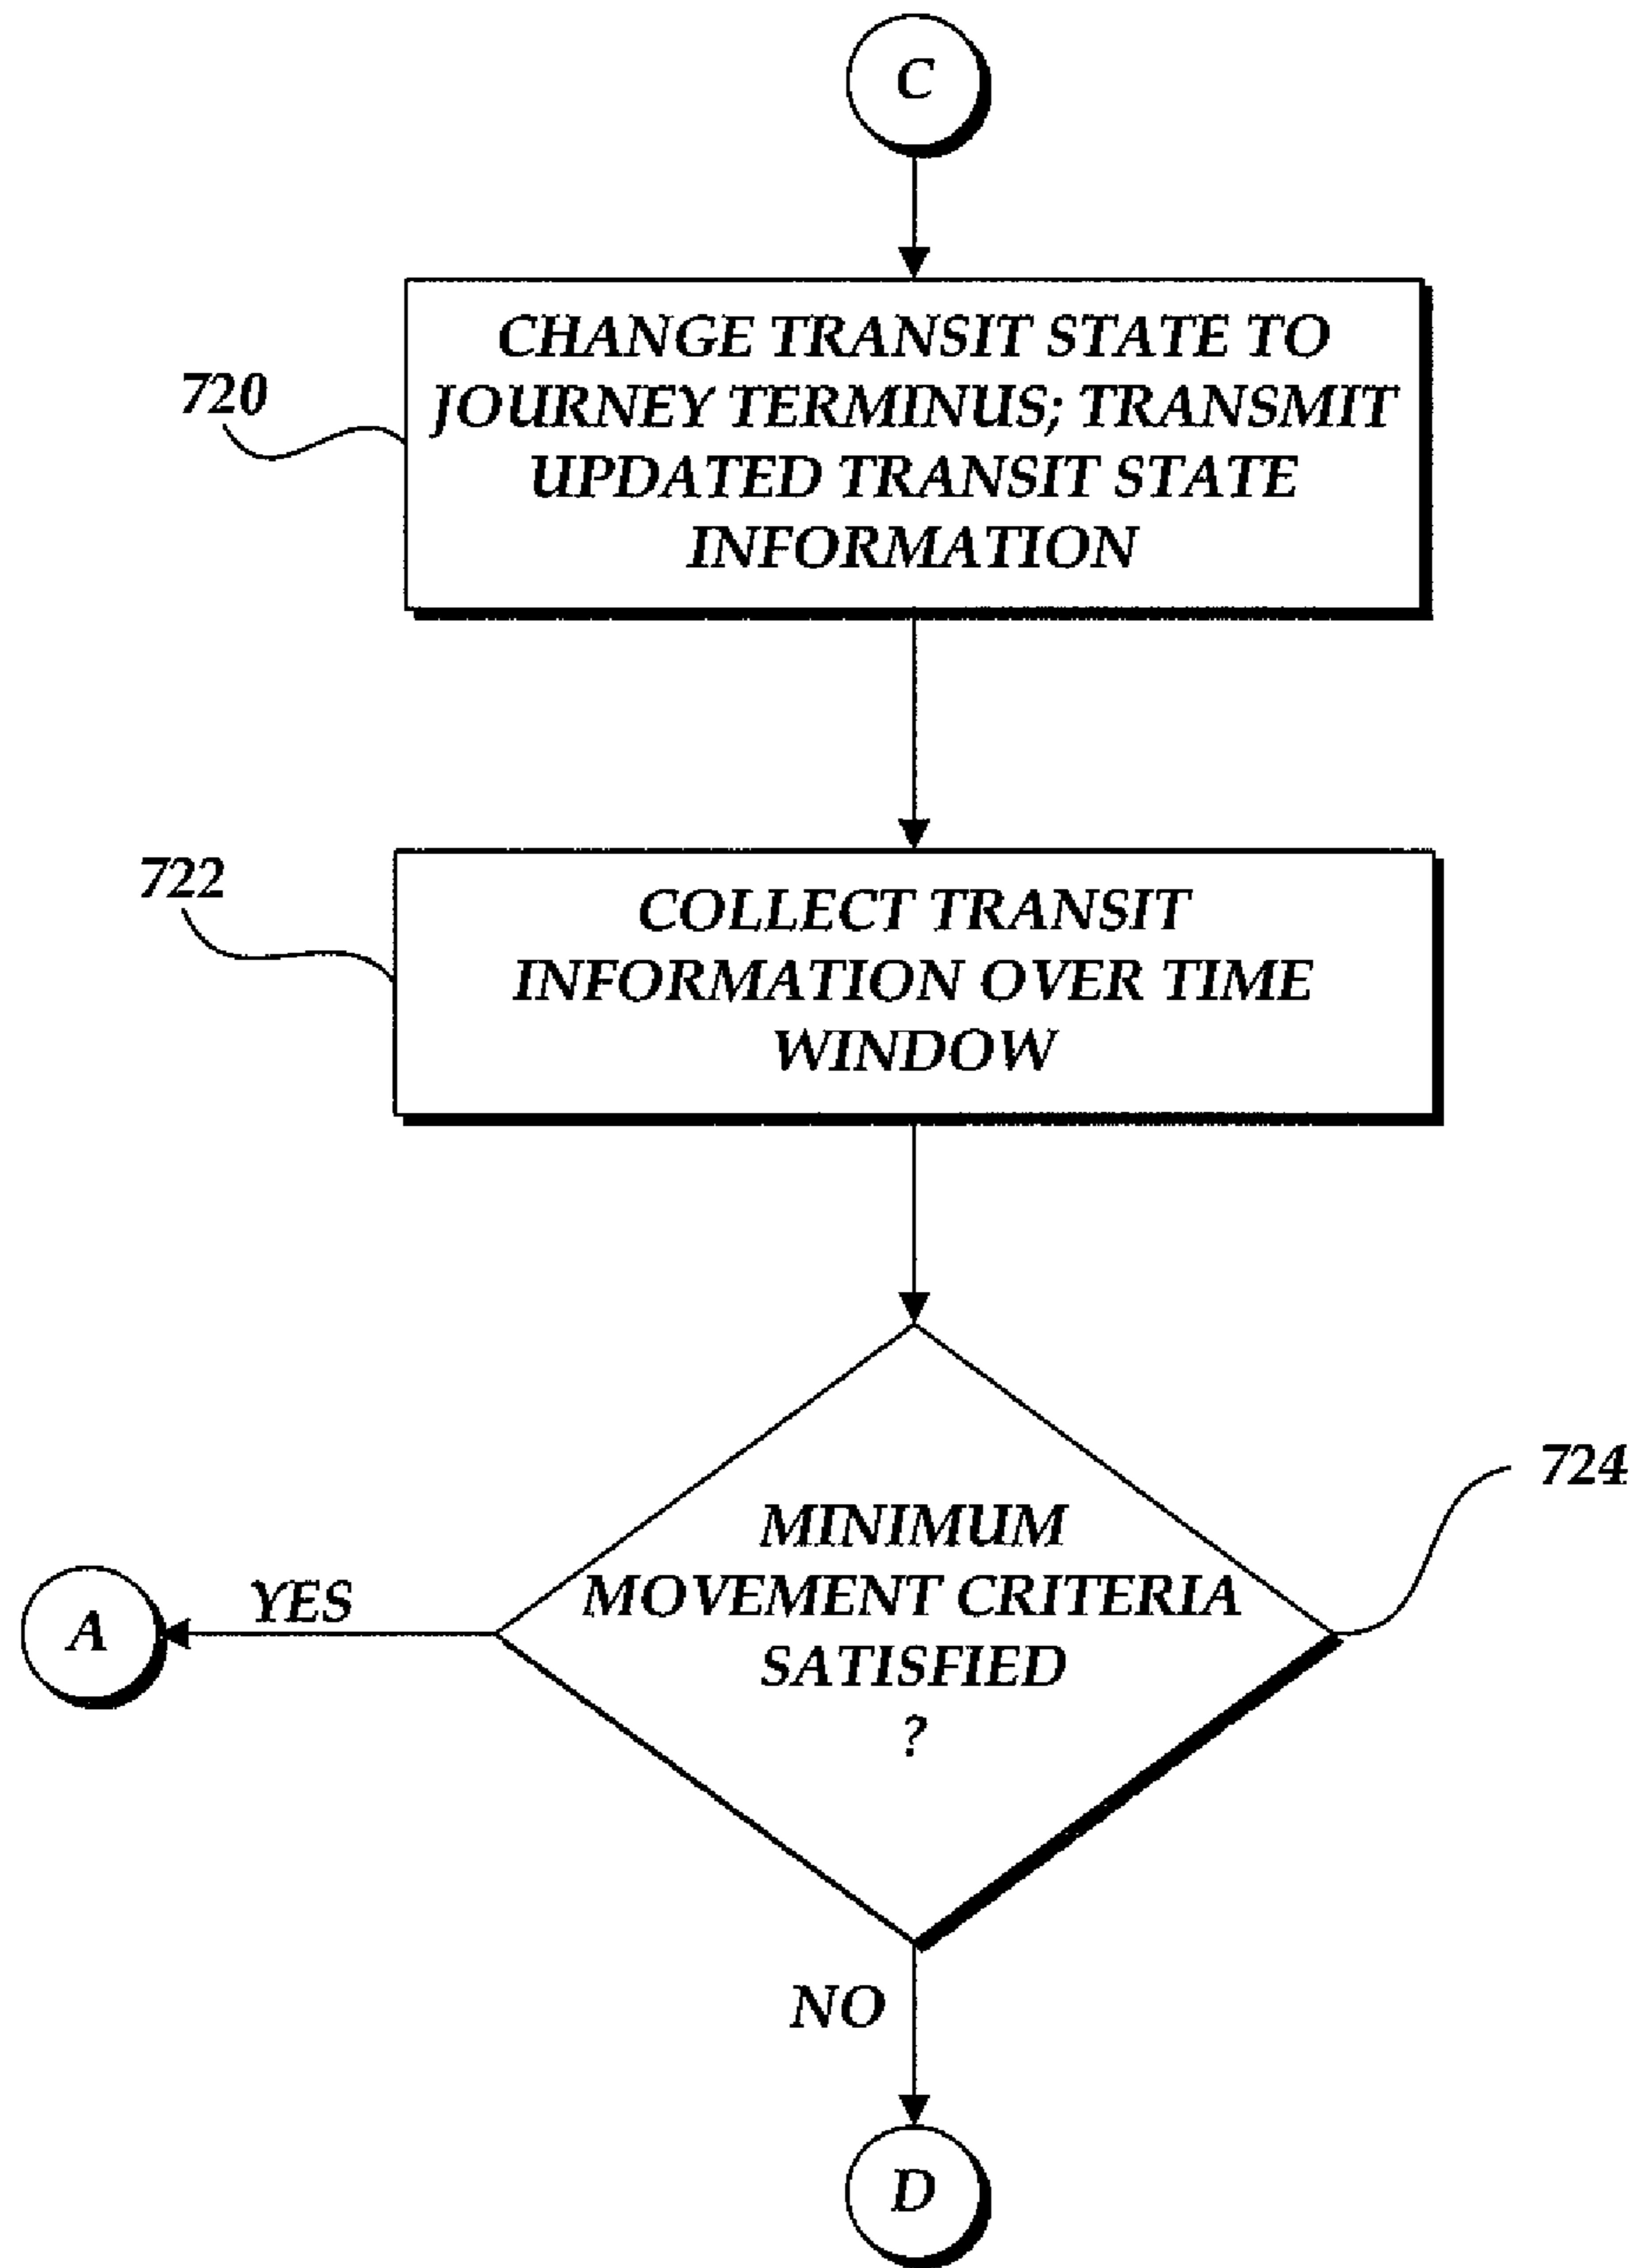 C
720
CHANGE TRANSIT STATE TO
JOURNEY TERMINUS; TRANSMIT
UPDATED TRANSIT STATE
INFORMATION
722
COLLECT TRANSIT
INFORMATION OVER TIME
WINDOW
724
MINIMUM
MOVEMENT CRITERIA
SATISFIED
?
YES
A
NO
D